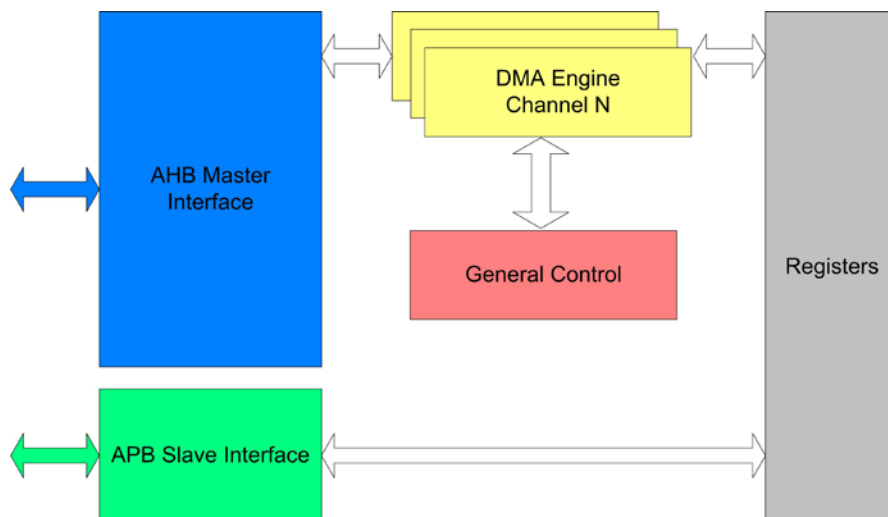 DMA Engine
Channel N
AHB Master
Interface
General Control
Registers
APB Slave Interface